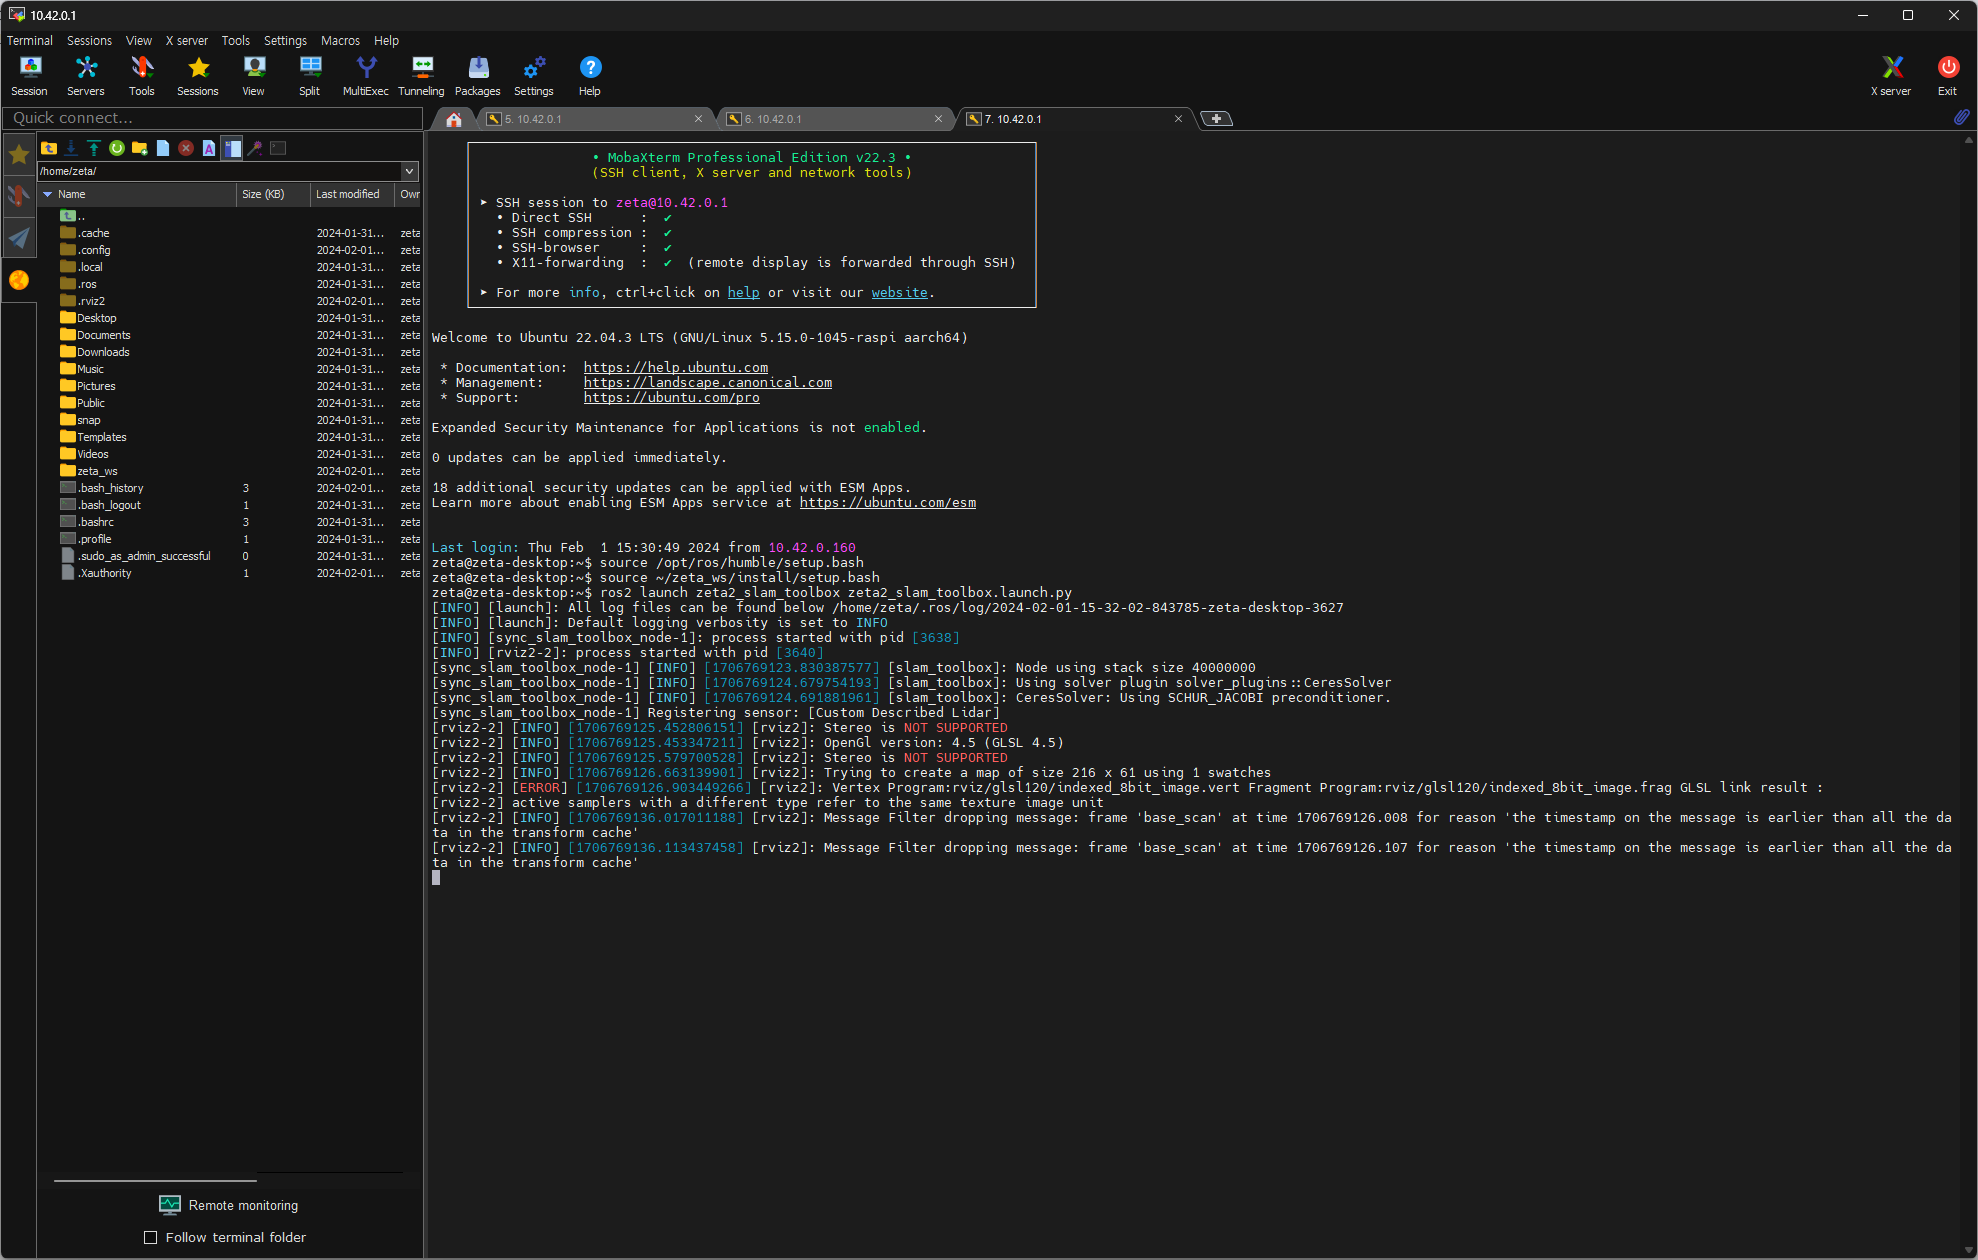 10.42.0.1
Terminal Sessions View X server Tools Settings Macros Help
Session Servers Tools Sessions View Split MultiExec Tunneling Packages Settings Help X server Exit
Quick connect...
5. 10.42.0.1
6. 10.42.0.1
7. 10.42.0.1
/home/zeta/
Name Size (KB) Last modified Own
..
.cache 2024-01-31... zeta
.config 2024-02-01... zeta
.local 2024-01-31... zeta
.ros 2024-01-31... zeta
.rviz2 2024-02-01... zeta
Desktop 2024-01-31... zeta
Documents 2024-01-31... zeta
Downloads 2024-01-31... zeta
Music 2024-01-31... zeta
Pictures 2024-01-31... zeta
Public 2024-01-31... zeta
snap 2024-01-31... zeta
Templates 2024-01-31... zeta
Videos 2024-01-31... zeta
zeta_ws 2024-02-01... zeta
.bash_history 3 2024-02-01... zeta
.bash_logout 1 2024-01-31... zeta
.bashrc 3 2024-01-31... zeta
.profile 1 2024-01-31... zeta
.sudo_as_admin_successful 0 2024-01-31... zeta
.Xauthority 1 2024-02-01... zeta
Remote monitoring
Follow terminal folder
• MobaXterm Professional Edition v22.3 •
(SSH client, X server and network tools)
➤ SSH session to zeta@10.42.0.1
• Direct SSH : ✔
• SSH compression : ✔
• SSH-browser : ✔
• X11-forwarding : ✔ (remote display is forwarded through SSH)
➤ For more info, ctrl+click on help or visit our website.
Welcome to Ubuntu 22.04.3 LTS (GNU/Linux 5.15.0-1045-raspi aarch64)
* Documentation: https://help.ubuntu.com
* Management: https://landscape.canonical.com
* Support: https://ubuntu.com/pro
Expanded Security Maintenance for Applications is not enabled.
0 updates can be applied immediately.
18 additional security updates can be applied with ESM Apps.
Learn more about enabling ESM Apps service at https://ubuntu.com/esm
Last login: Thu Feb  1 15:30:49 2024 from 10.42.0.160
zeta@zeta-desktop:~$ source /opt/ros/humble/setup.bash
zeta@zeta-desktop:~$ source ~/zeta_ws/install/setup.bash
zeta@zeta-desktop:~$ ros2 launch zeta2_slam_toolbox zeta2_slam_toolbox.launch.py
[INFO] [launch]: All log files can be found below /home/zeta/.ros/log/2024-02-01-15-32-02-843785-zeta-desktop-3627
[INFO] [launch]: Default logging verbosity is set to INFO
[INFO] [sync_slam_toolbox_node-1]: process started with pid [3638]
[INFO] [rviz2-2]: process started with pid [3640]
[sync_slam_toolbox_node-1] [INFO] [1706769123.830387577] [slam_toolbox]: Node using stack size 40000000
[sync_slam_toolbox_node-1] [INFO] [1706769124.679754193] [slam_toolbox]: Using solver plugin solver_plugins::CeresSolver
[sync_slam_toolbox_node-1] [INFO] [1706769124.691881961] [slam_toolbox]: CeresSolver: Using SCHUR_JACOBI preconditioner.
[sync_slam_toolbox_node-1] Registering sensor: [Custom Described Lidar]
[rviz2-2] [INFO] [1706769125.452806151] [rviz2]: Stereo is NOT SUPPORTED
[rviz2-2] [INFO] [1706769125.453347211] [rviz2]: OpenGl version: 4.5 (GLSL 4.5)
[rviz2-2] [INFO] [1706769125.579700528] [rviz2]: Stereo is NOT SUPPORTED
[rviz2-2] [INFO] [1706769126.663139901] [rviz2]: Trying to create a map of size 216 x 61 using 1 swatches
[rviz2-2] [ERROR] [1706769126.903449266] [rviz2]: Vertex Program:rviz/glsl120/indexed_8bit_image.vert Fragment Program:rviz/glsl120/indexed_8bit_image.frag GLSL link result :
[rviz2-2] active samplers with a different type refer to the same texture image unit
[rviz2-2] [INFO] [1706769136.017011188] [rviz2]: Message Filter dropping message: frame 'base_scan' at time 1706769126.008 for reason 'the timestamp on the message is earlier than all the da
ta in the transform cache'
[rviz2-2] [INFO] [1706769136.113437458] [rviz2]: Message Filter dropping message: frame 'base_scan' at time 1706769126.107 for reason 'the timestamp on the message is earlier than all the da
ta in the transform cache'